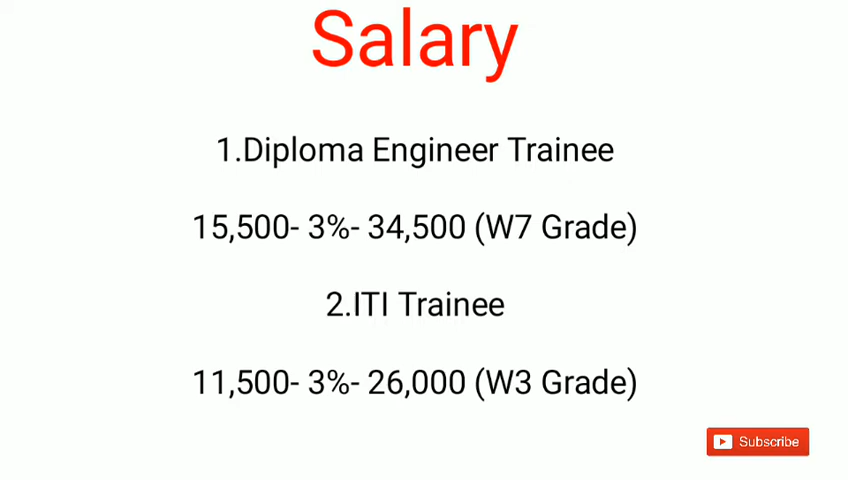 Salary
1.Diploma Engineer Trainee
15,500- 3%- 34,500 (W7 Grade)
2.ITI Trainee
11,500- 3%- 26,000 (W3 Grade)
Subscribe